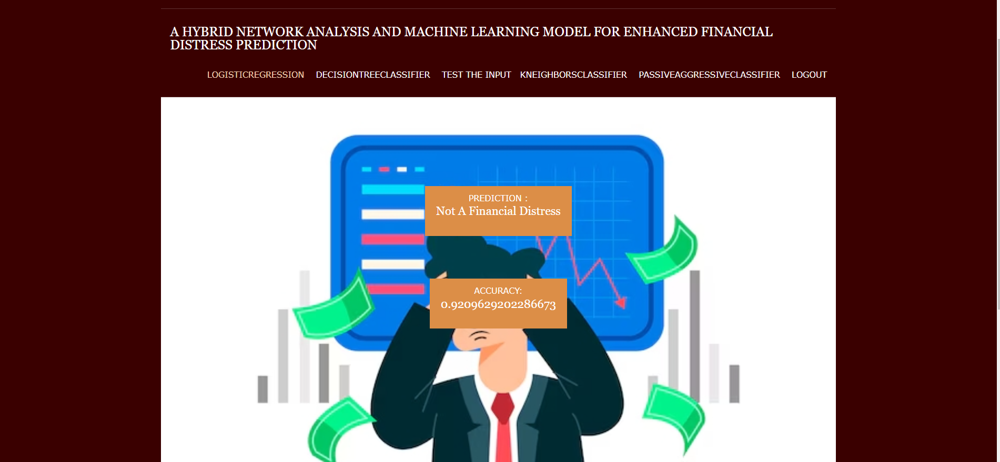 A HYBRID NETWORK ANALYSIS AND MACHINE LEARNING MODEL FOR ENHANCED FINANCIAL
DISTRESS PREDICTION
LOGISTICREGRESSION DECISIONTREECLASSIFIER TEST THE INPUT KNEIGHBORSCLASSIFIER PASSIVEAGGRESSIVECLASSIFIER LOGOUT
PREDICTION :
Not A Financial Distress
ACCURACY:
0.9209629202286673